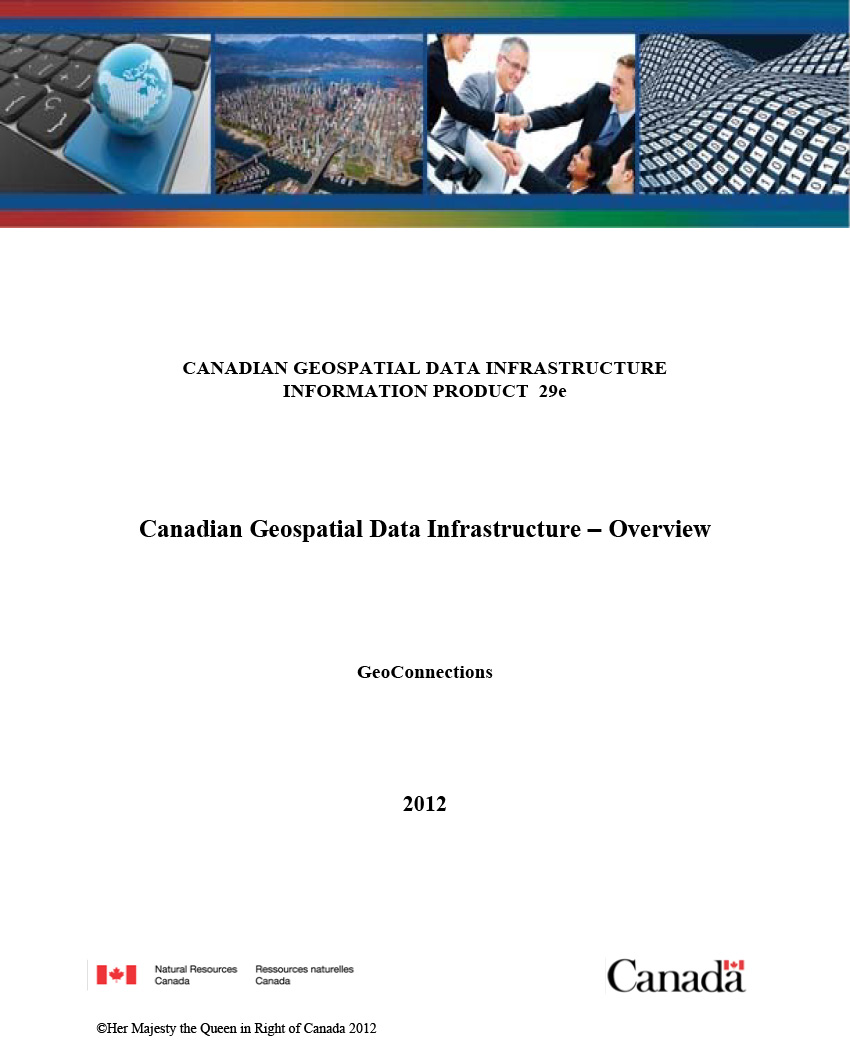 CANADIAN GEOSPATIAL DATA INFRASTRUCTURE
INFORMATION PRODUCT 29e
Canadian Geospatial Data Infrastructure – Overview
GeoConnections
2012
Natural Resources
Canada
Ressources naturelles
Canada
Canada
©Her Majesty the Queen in Right of Canada 2012